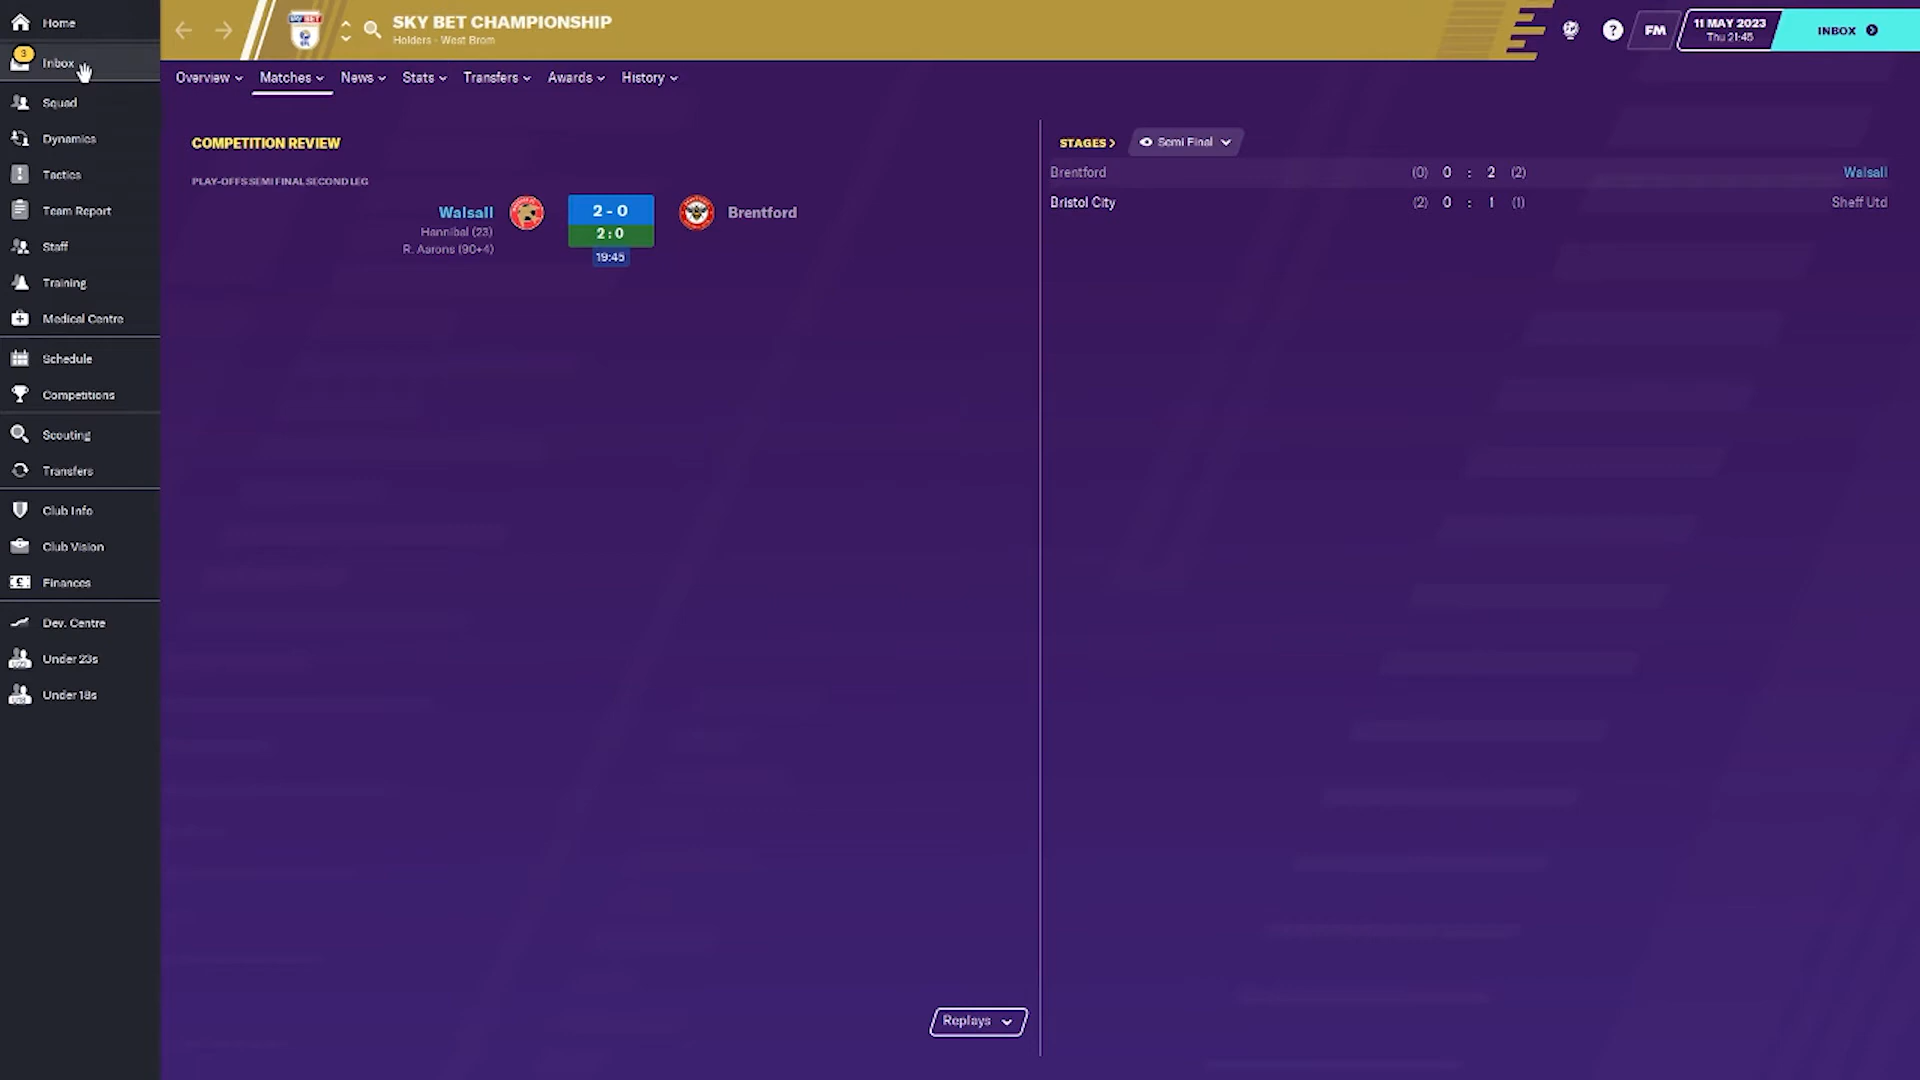 Home
3
Inbox
Squad
Dynamics
Tactics
Team Report
Staff
Training
Medical Centre
Schedule
Competitions
Scouting
Transfers
Club Info
Club Vision
Finances
Dev. Centre
Under 23s
Under 18s
SKY BET
EFL
SKY BET CHAMPIONSHIP
Holders - West Brom
?
FM
11 MAY 2023
Thu 21:45
INBOX
Overview Matches News Stats Transfers Awards History
COMPETITION REVIEW
PLAY-OFFS SEMI FINAL SECOND LEG
Walsall 2 - 0 Brentford
Hannibal (23) 2 : 0
R. Aarons (90+4)
19:45
STAGES > Semi Final
Brentford (0) 0 : 2 (2) Walsall
Bristol City (2) 0 : 1 (1) Sheff Utd
Replays